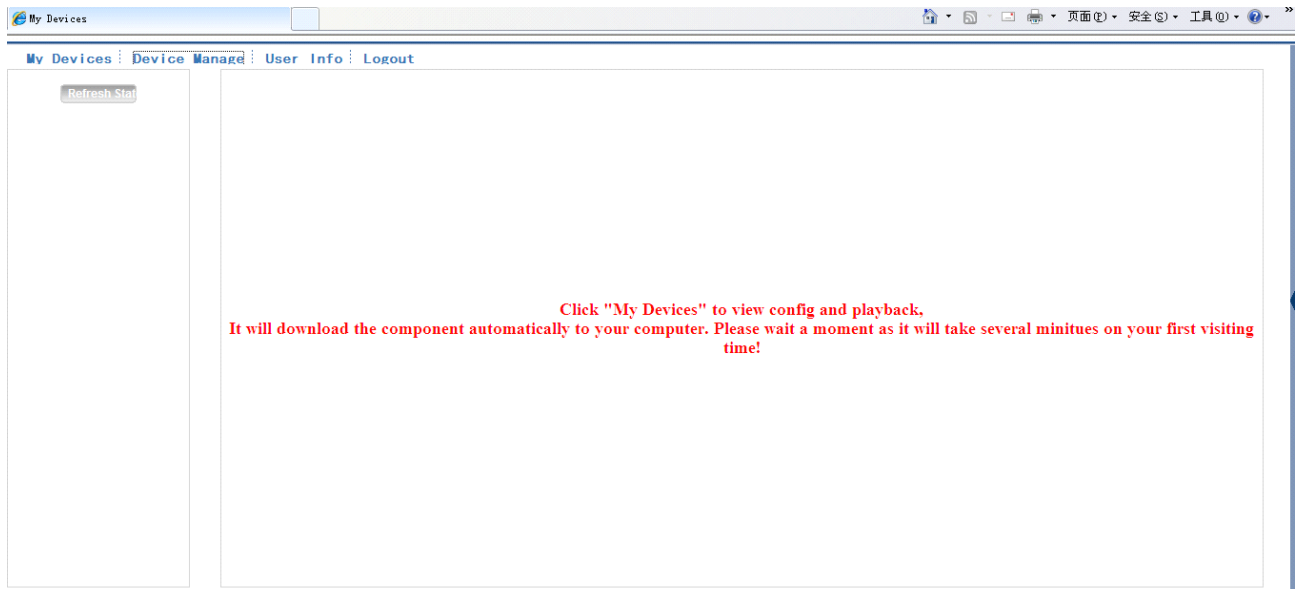 My Devices
页面(P) 安全(S) 工具(O) »
My Devices Device Manage User Info Logout
Refresh Stat
Click "My Devices" to view config and playback,
It will download the component automatically to your computer. Please wait a moment as it will take several minitues on your first visiting
time!